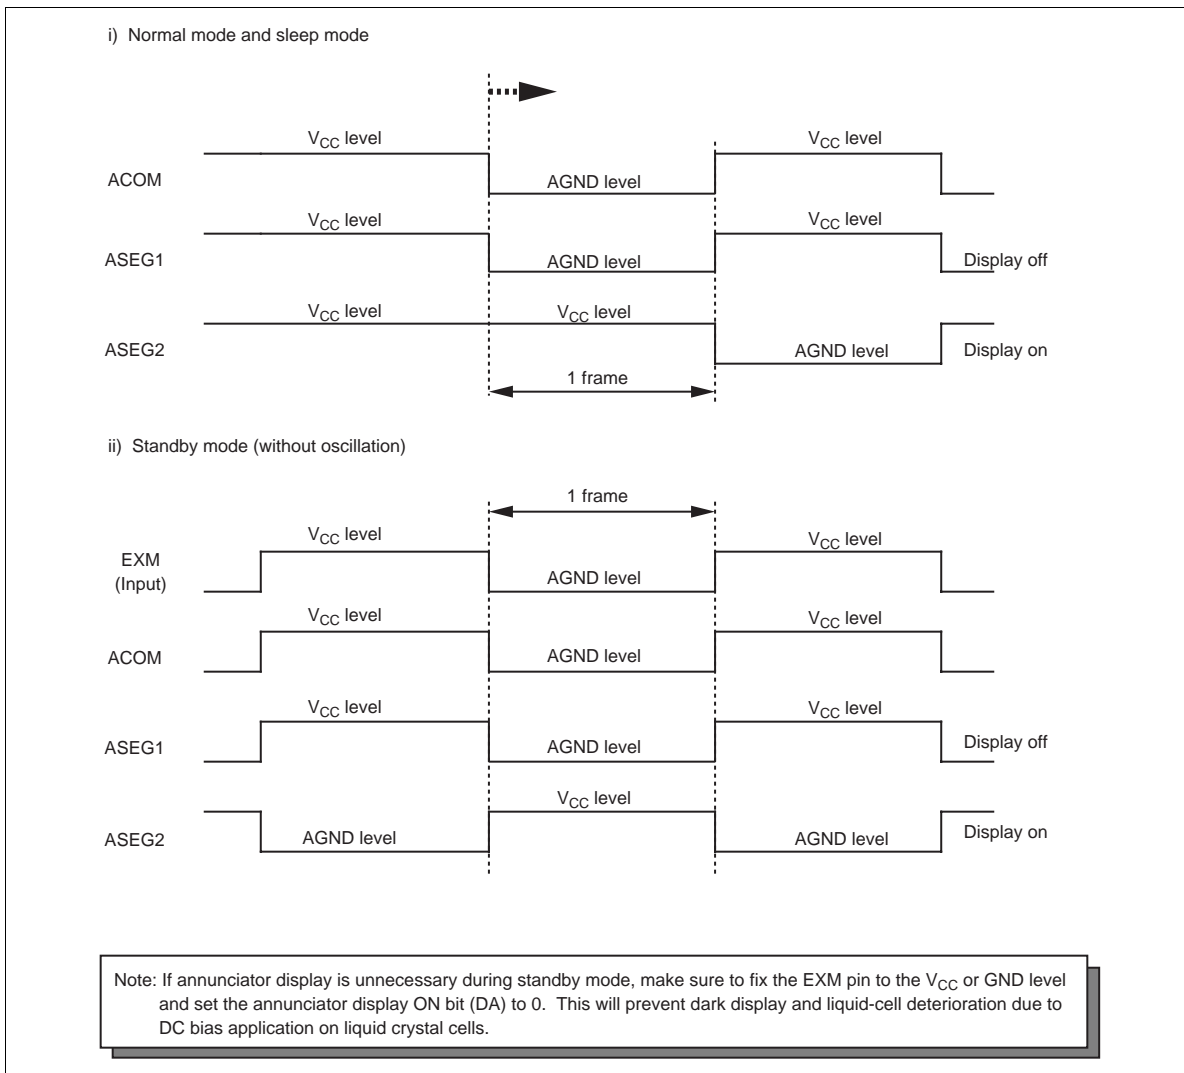 i) Normal mode and sleep mode
VCC level
VCC level
ACOM
AGND level
VCC level
VCC level
ASEG1
AGND level
Display off
VCC level
VCC level
ASEG2
AGND level
Display on
1 frame
ii) Standby mode (without oscillation)
1 frame
VCC level
VCC level
EXM
(Input)
AGND level
VCC level
VCC level
ACOM
AGND level
VCC level
VCC level
ASEG1
AGND level
Display off
VCC level
ASEG2
AGND level
AGND level
Display on
Note: If annunciator display is unnecessary during standby mode, make sure to fix the EXM pin to the VCC or GND level
and set the annunciator display ON bit (DA) to 0. This will prevent dark display and liquid-cell deterioration due to
DC bias application on liquid crystal cells.